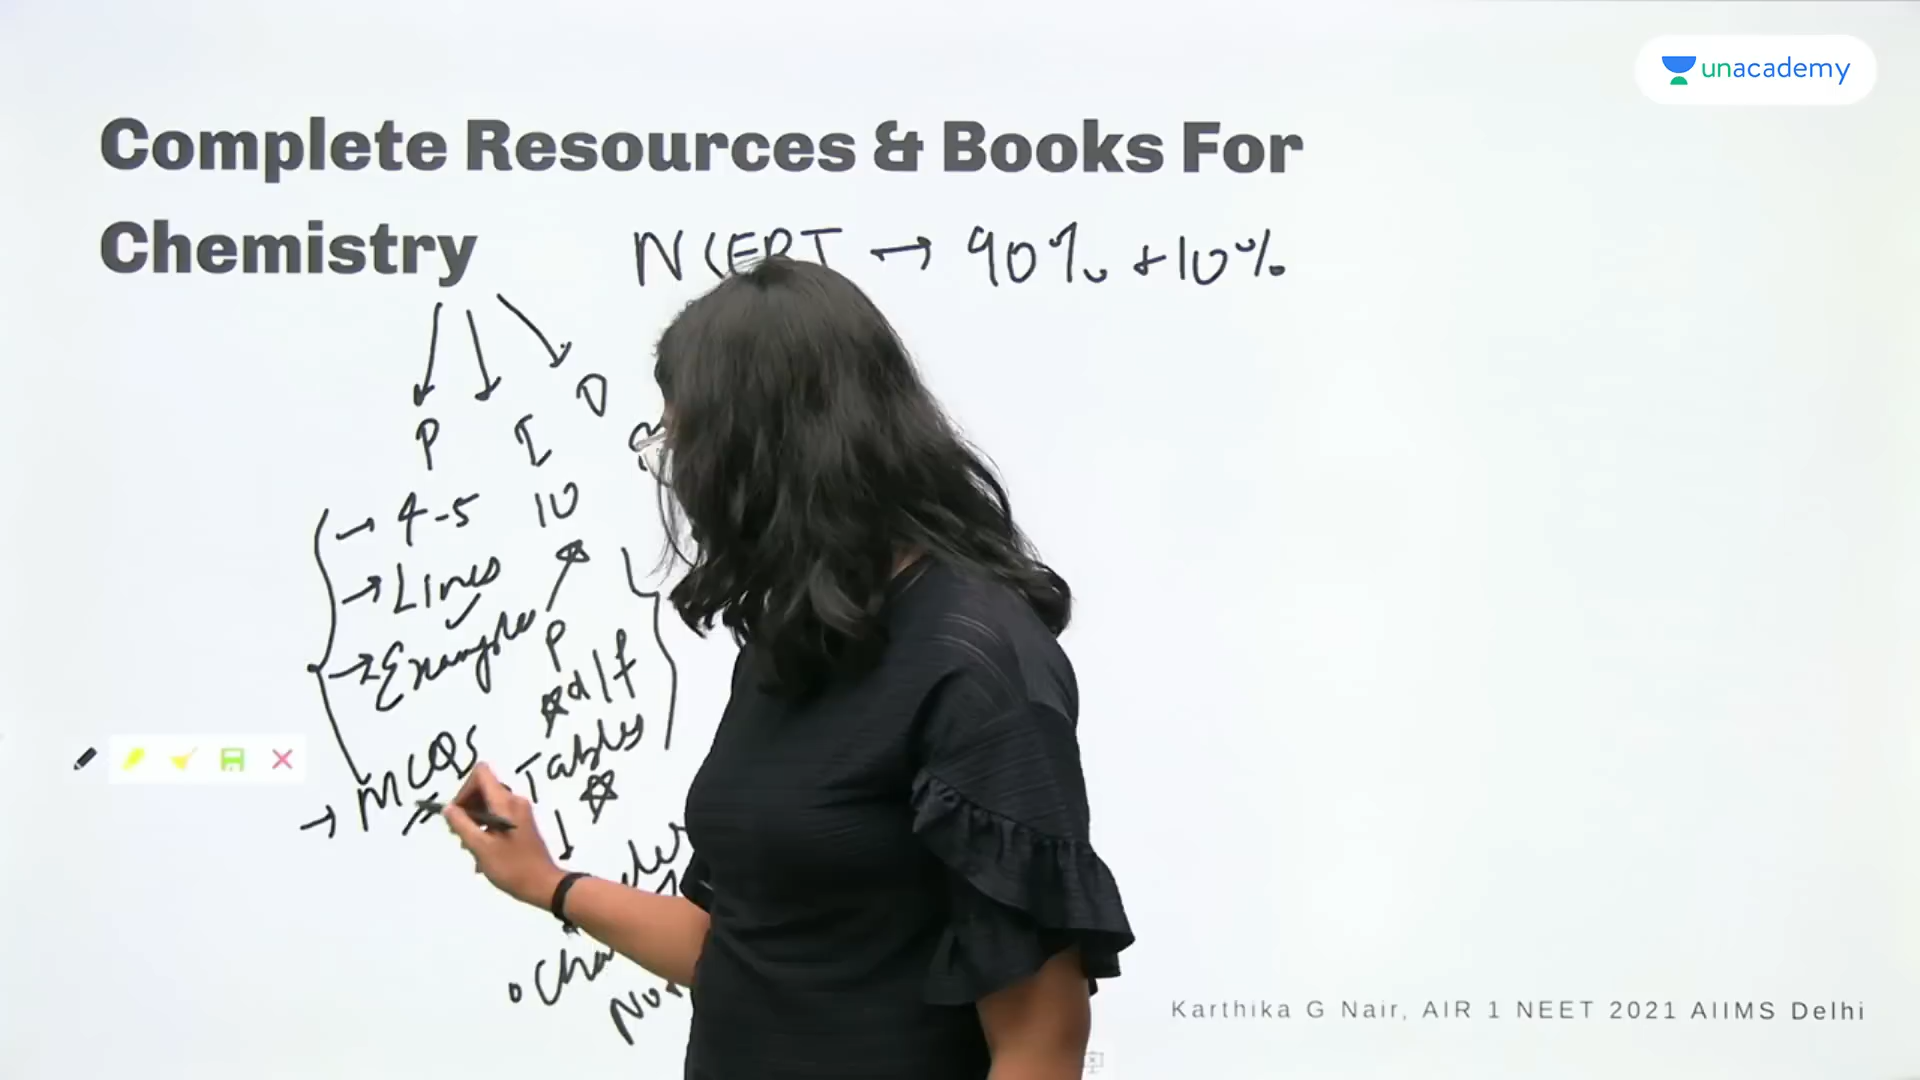 unacademy
Complete Resources & Books For
Chemistry
NCERT → 90% + 10%
P I O
→ 4-5 10
→ Lines
→ Examples P
d/f
→ MCQS Tables
Karthika G Nair, AIR 1 NEET 2021 AIIMS Delhi